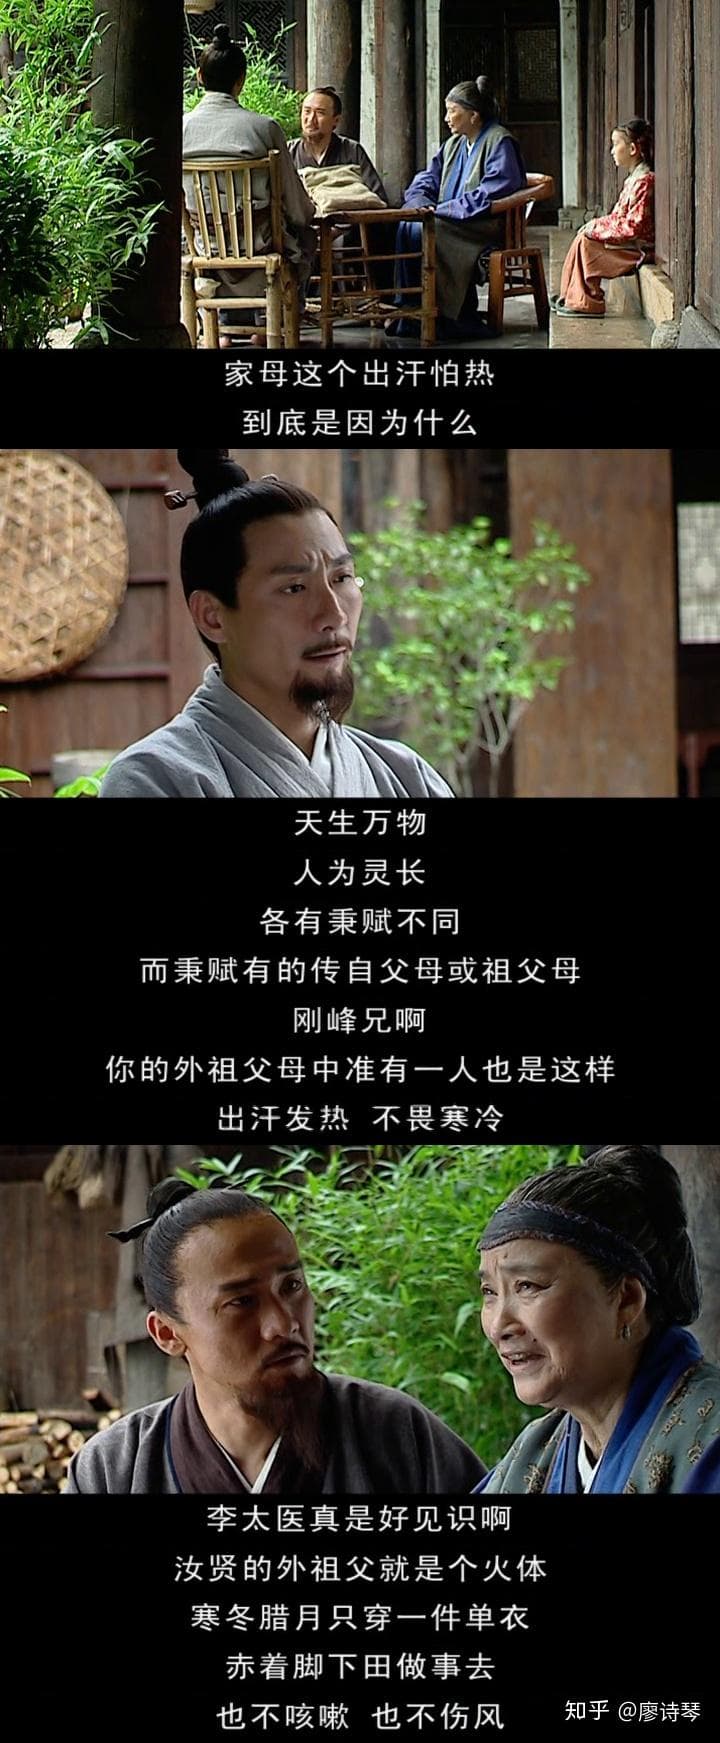 家母这个出汗怕热
到底是因为什么
天生万物
人为灵长
各有秉赋不同
而秉赋有的传自父母或祖父母
刚峰兄啊
你的外祖父母中准有一人也是这样
出汗发热 不畏寒冷
李太医真是好见识啊
汝贤的外祖父就是个火体
寒冬腊月只穿一件单衣
赤着脚下田做事去
也不咳嗽 也不伤风
知乎 @廖诗琴